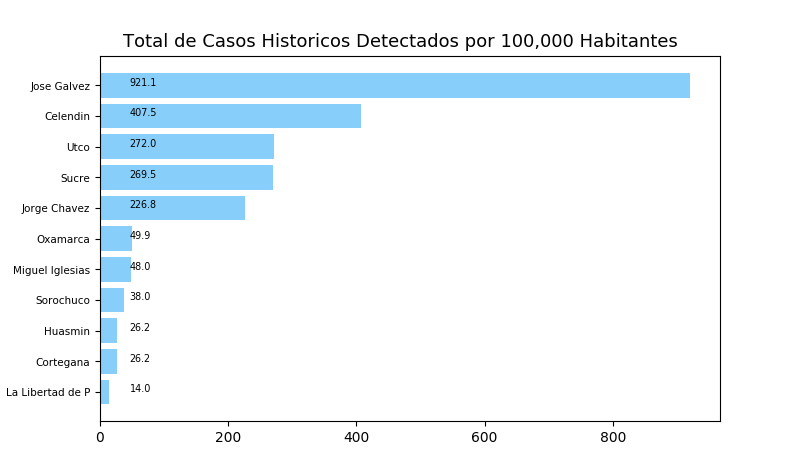 Total de Casos Historicos Detectados por 100,000 Habitantes
Jose Galvez 921.1
Celendin 407.5
Utco 272.0
Sucre 269.5
Jorge Chavez 226.8
Oxamarca 49.9
Miguel Iglesias 48.0
Sorochuco 38.0
Huasmin 26.2
Cortegana 26.2
La Libertad de P 14.0
0 200 400 600 800